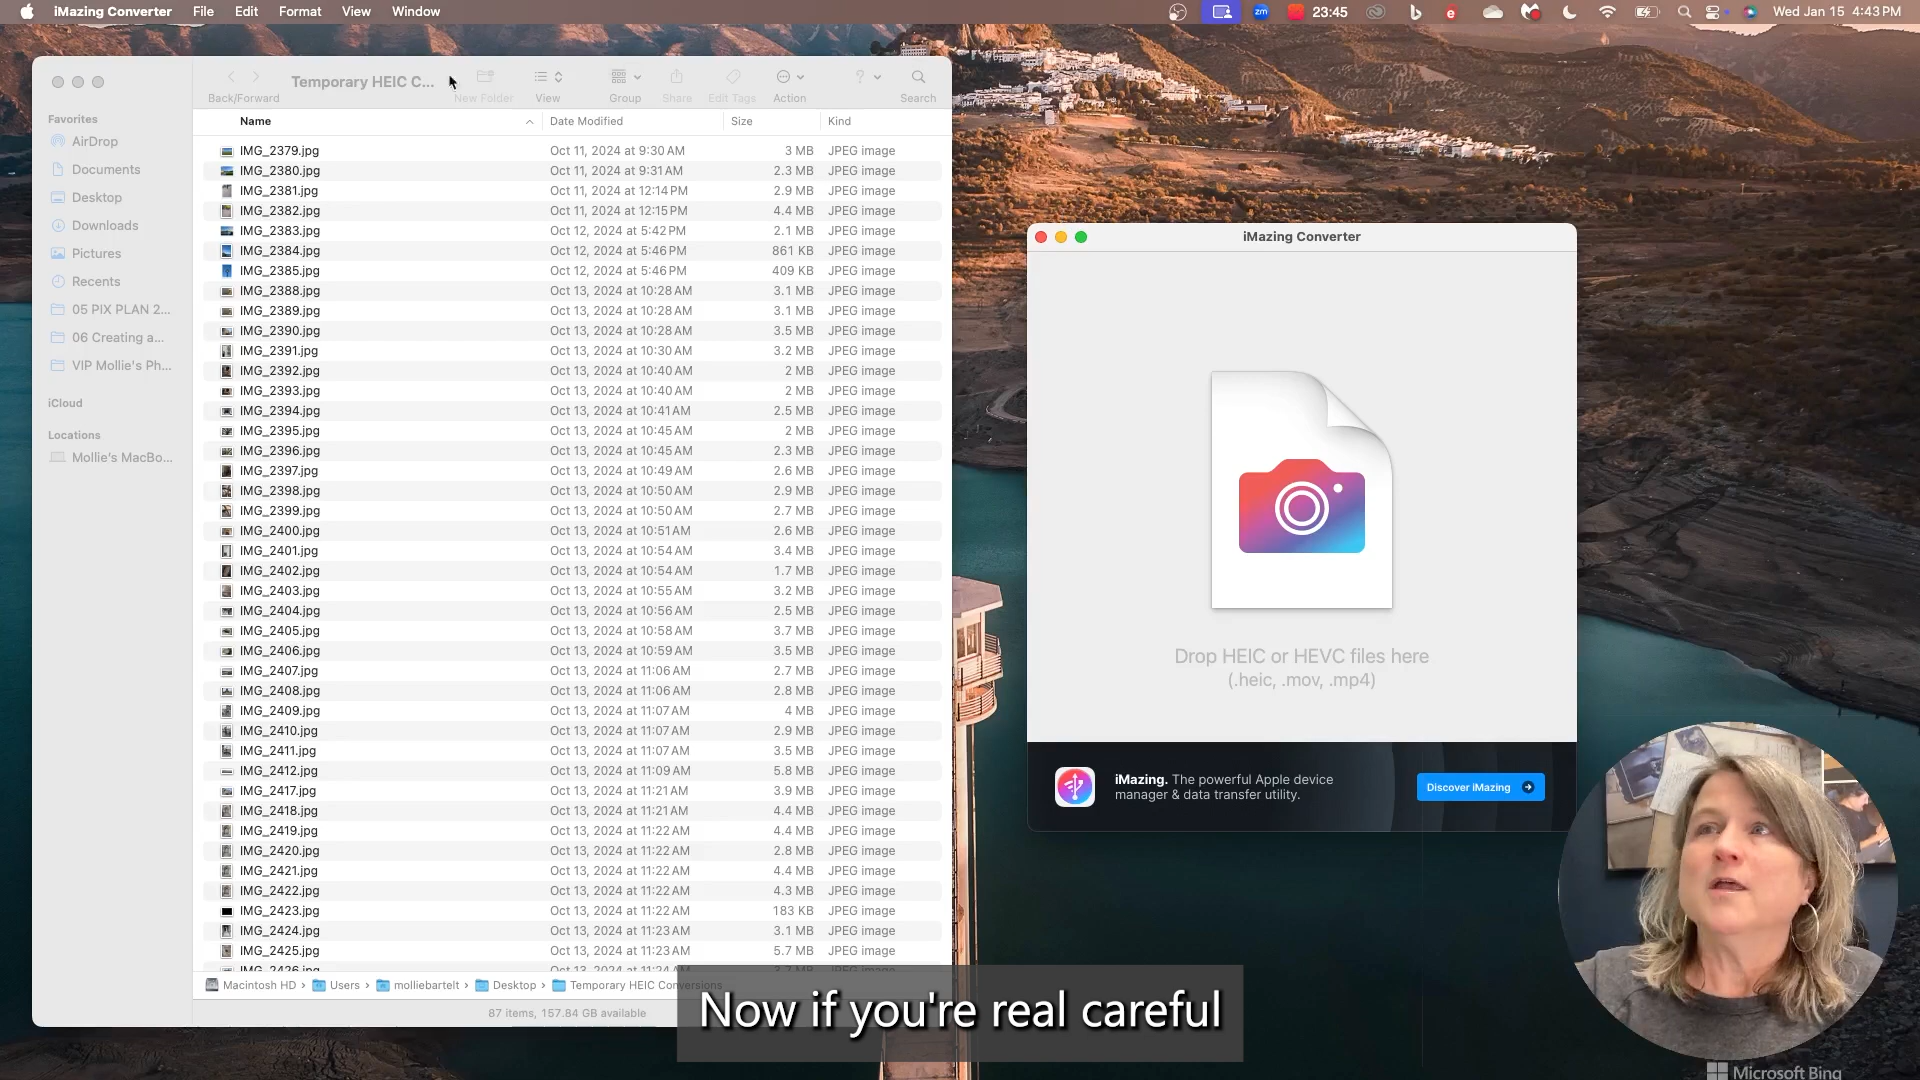 iMazing Converter File Edit Format View Window
zm 23:45 Wed Jan 15 4:43 PM
Temporary HEIC C...
Back/Forward New Folder View Group Share Edit Tags Action Search
Name Date Modified Size Kind
Favorites
AirDrop
Documents
Desktop
Downloads
Pictures
Recents
05 PIX PLAN 2...
06 Creating a...
VIP Mollie's Ph...
iCloud
Locations
Mollie's MacBo...
IMG_2379.jpg Oct 11, 2024 at 9:30 AM 3 MB JPEG image
IMG_2380.jpg Oct 11, 2024 at 9:31 AM 2.3 MB JPEG image
IMG_2381.jpg Oct 11, 2024 at 12:14 PM 2.9 MB JPEG image
IMG_2382.jpg Oct 11, 2024 at 12:15 PM 4.4 MB JPEG image
IMG_2383.jpg Oct 12, 2024 at 5:42 PM 2.1 MB JPEG image
IMG_2384.jpg Oct 12, 2024 at 5:46 PM 861 KB JPEG image
IMG_2385.jpg Oct 12, 2024 at 5:46 PM 409 KB JPEG image
IMG_2388.jpg Oct 13, 2024 at 10:28 AM 3.1 MB JPEG image
IMG_2389.jpg Oct 13, 2024 at 10:28 AM 3.1 MB JPEG image
IMG_2390.jpg Oct 13, 2024 at 10:28 AM 3.5 MB JPEG image
IMG_2391.jpg Oct 13, 2024 at 10:30 AM 3.2 MB JPEG image
IMG_2392.jpg Oct 13, 2024 at 10:40 AM 2 MB JPEG image
IMG_2393.jpg Oct 13, 2024 at 10:40 AM 2 MB JPEG image
IMG_2394.jpg Oct 13, 2024 at 10:41 AM 2.5 MB JPEG image
IMG_2395.jpg Oct 13, 2024 at 10:45 AM 2 MB JPEG image
IMG_2396.jpg Oct 13, 2024 at 10:45 AM 2.3 MB JPEG image
IMG_2397.jpg Oct 13, 2024 at 10:49 AM 2.6 MB JPEG image
IMG_2398.jpg Oct 13, 2024 at 10:50 AM 2.9 MB JPEG image
IMG_2399.jpg Oct 13, 2024 at 10:50 AM 2.7 MB JPEG image
IMG_2400.jpg Oct 13, 2024 at 10:51 AM 2.6 MB JPEG image
IMG_2401.jpg Oct 13, 2024 at 10:54 AM 3.4 MB JPEG image
IMG_2402.jpg Oct 13, 2024 at 10:54 AM 1.7 MB JPEG image
IMG_2403.jpg Oct 13, 2024 at 10:55 AM 3.2 MB JPEG image
IMG_2404.jpg Oct 13, 2024 at 10:56 AM 2.5 MB JPEG image
IMG_2405.jpg Oct 13, 2024 at 10:58 AM 3.7 MB JPEG image
IMG_2406.jpg Oct 13, 2024 at 10:59 AM 3.5 MB JPEG image
IMG_2407.jpg Oct 13, 2024 at 11:06 AM 2.7 MB JPEG image
IMG_2408.jpg Oct 13, 2024 at 11:06 AM 2.8 MB JPEG image
IMG_2409.jpg Oct 13, 2024 at 11:07 AM 4 MB JPEG image
IMG_2410.jpg Oct 13, 2024 at 11:07 AM 2.9 MB JPEG image
IMG_2411.jpg Oct 13, 2024 at 11:07 AM 3.5 MB JPEG image
IMG_2412.jpg Oct 13, 2024 at 11:09 AM 5.8 MB JPEG image
IMG_2417.jpg Oct 13, 2024 at 11:21 AM 3.9 MB JPEG image
IMG_2418.jpg Oct 13, 2024 at 11:21 AM 4.4 MB JPEG image
IMG_2419.jpg Oct 13, 2024 at 11:22 AM 4.4 MB JPEG image
IMG_2420.jpg Oct 13, 2024 at 11:22 AM 2.8 MB JPEG image
IMG_2421.jpg Oct 13, 2024 at 11:22 AM 4.4 MB JPEG image
IMG_2422.jpg Oct 13, 2024 at 11:22 AM 4.3 MB JPEG image
IMG_2423.jpg Oct 13, 2024 at 11:22 AM 183 KB JPEG image
IMG_2424.jpg Oct 13, 2024 at 11:23 AM 3.1 MB JPEG image
IMG_2425.jpg Oct 13, 2024 at 11:23 AM 5.7 MB JPEG image
IMG_2426.jpg Oct 13, 2024 at 11:24 AM
Macintosh HD › Users › molliebartelt › Desktop › Temporary HEIC Conversions
87 items, 157.84 GB available
iMazing Converter
Drop HEIC or HEVC files here
(.heic, .mov, .mp4)
iMazing. The powerful Apple device
manager & data transfer utility.
Discover iMazing
Now if you're real careful
Microsoft Bing